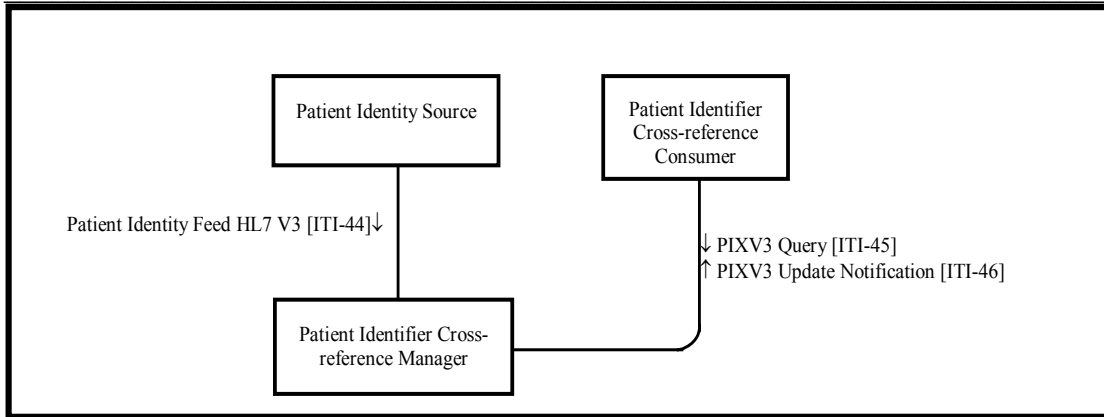 Patient Identity Source
Patient Identifier
Cross-reference
Consumer
Patient Identity Feed HL7 V3 [ITI-44]↓
↓ PIXV3 Query [ITI-45]
↑ PIXV3 Update Notification [ITI-46]
Patient Identifier Cross-
reference Manager